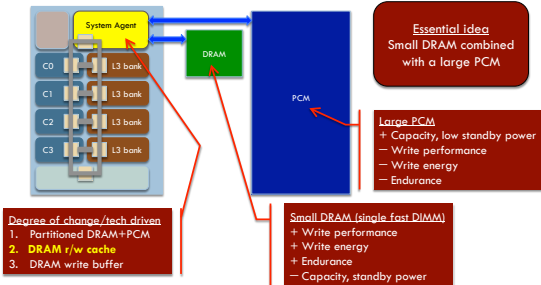 System Agent
C0
L3 bank
C1
L3 bank
C2
L3 bank
C3
L3 bank
DRAM
PCM
Essential idea
Small DRAM combined
with a large PCM
Large PCM
+ Capacity, low standby power
– Write performance
– Write energy
– Endurance
Degree of change/tech driven
1. Partitioned DRAM+PCM
2. DRAM r/w cache
3. DRAM write buffer
Small DRAM (single fast DIMM)
+ Write performance
+ Write energy
+ Endurance
– Capacity, standby power